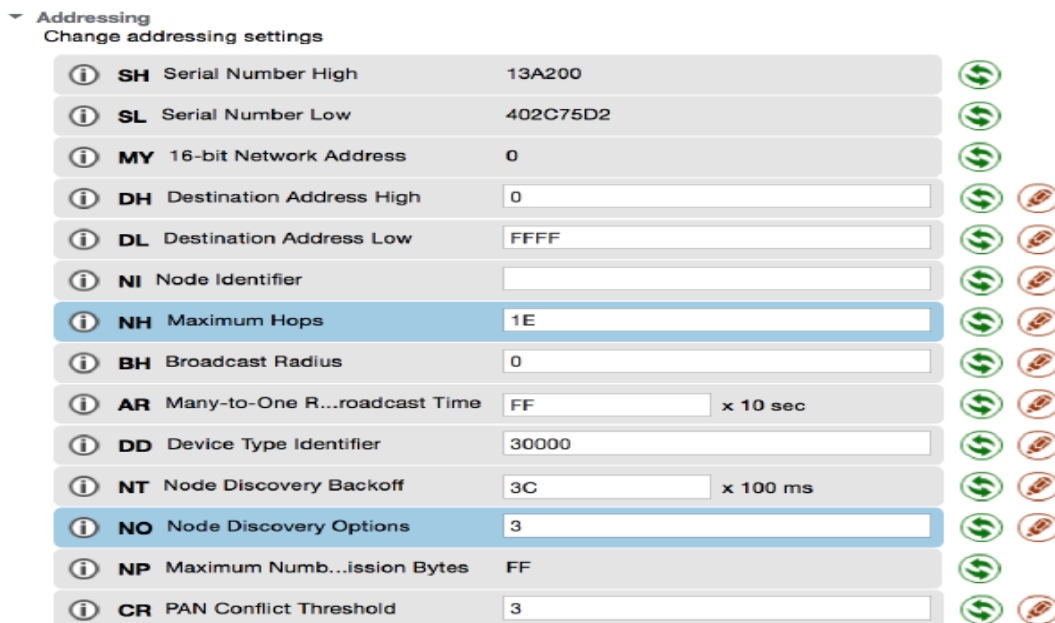 Addressing
Change addressing settings
SH Serial Number High 13A200
SL Serial Number Low 402C75D2
MY 16-bit Network Address 0
DH Destination Address High 0
DL Destination Address Low FFFF
NI Node Identifier
NH Maximum Hops 1E
BH Broadcast Radius 0
AR Many-to-One R...roadcast Time FF x 10 sec
DD Device Type Identifier 30000
NT Node Discovery Backoff 3C x 100 ms
NO Node Discovery Options 3
NP Maximum Numb...ission Bytes FF
CR PAN Conflict Threshold 3